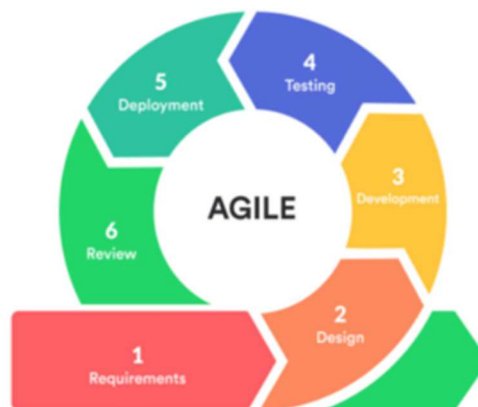 4
Testing
5
Deployment
3
Development
AGILE
6
Review
2
Design
1
Requirements